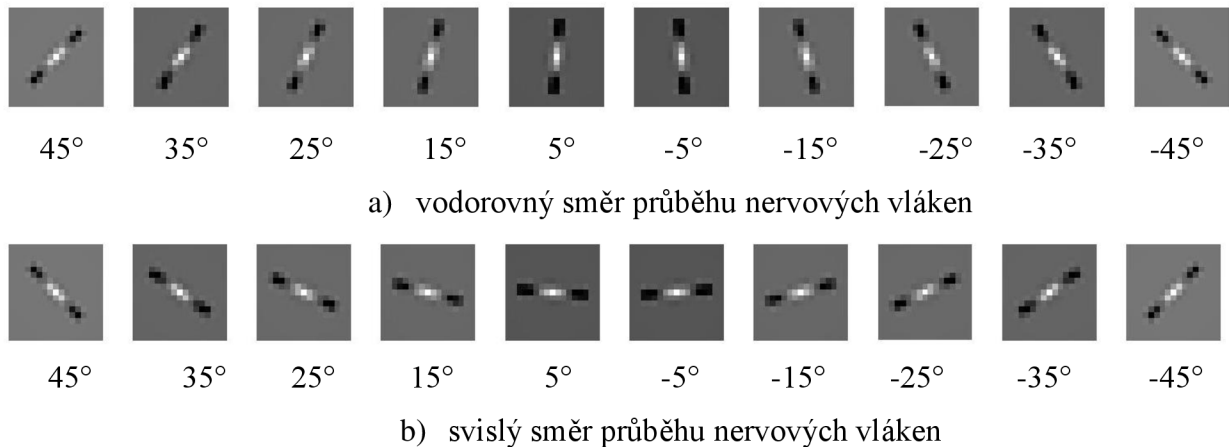 45° 35° 25° 15° 5° -5° -15° -25° -35° -45°
a) vodorovný směr průběhu nervových vláken
45° 35° 25° 15° 5° -5° -15° -25° -35° -45°
b) svislý směr průběhu nervových vláken